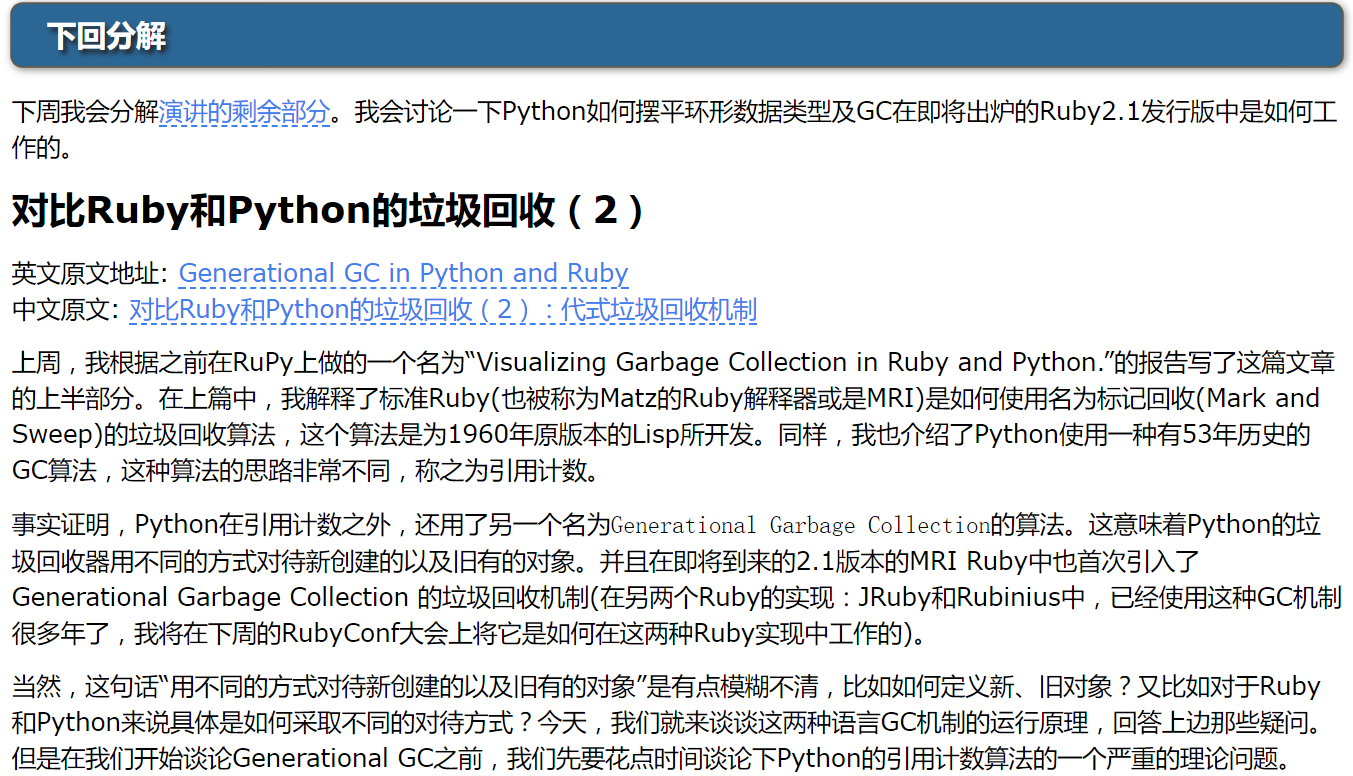 下回分解
下周我会分解演讲的剩余部分。我会讨论一下Python如何摆平环形数据类型及GC在即将出炉的Ruby2.1发行版中是如何工
作的。
对比Ruby和Python的垃圾回收（2）
英文原文地址: Generational GC in Python and Ruby
中文原文: 对比Ruby和Python的垃圾回收（2）：代式垃圾回收机制
上周，我根据之前在RuPy上做的一个名为“Visualizing Garbage Collection in Ruby and Python.”的报告写了这篇文章
的上半部分。在上篇中，我解释了标准Ruby(也被称为Matz的Ruby解释器或是MRI)是如何使用名为标记回收(Mark and
Sweep)的垃圾回收算法，这个算法是为1960年原版本的Lisp所开发。同样，我也介绍了Python使用一种有53年历史的
GC算法，这种算法的思路非常不同，称之为引用计数。
事实证明，Python在引用计数之外，还用了另一个名为Generational Garbage Collection的算法。这意味着Python的垃
圾回收器用不同的方式对待新创建的以及旧有的对象。并且在即将到来的2.1版本的MRI Ruby中也首次引入了
Generational Garbage Collection 的垃圾回收机制(在另两个Ruby的实现：JRuby和Rubinius中，已经使用这种GC机制
很多年了，我将在下周的RubyConf大会上将它是如何在这两种Ruby实现中工作的)。
当然，这句话“用不同的方式对待新创建的以及旧有的对象”是有点模糊不清，比如如何定义新、旧对象？又比如对于Ruby
和Python来说具体是如何采取不同的对待方式？今天，我们就来谈谈这两种语言GC机制的运行原理，回答上边那些疑问。
但是在我们开始谈论Generational GC之前，我们先要花点时间谈论下Python的引用计数算法的一个严重的理论问题。